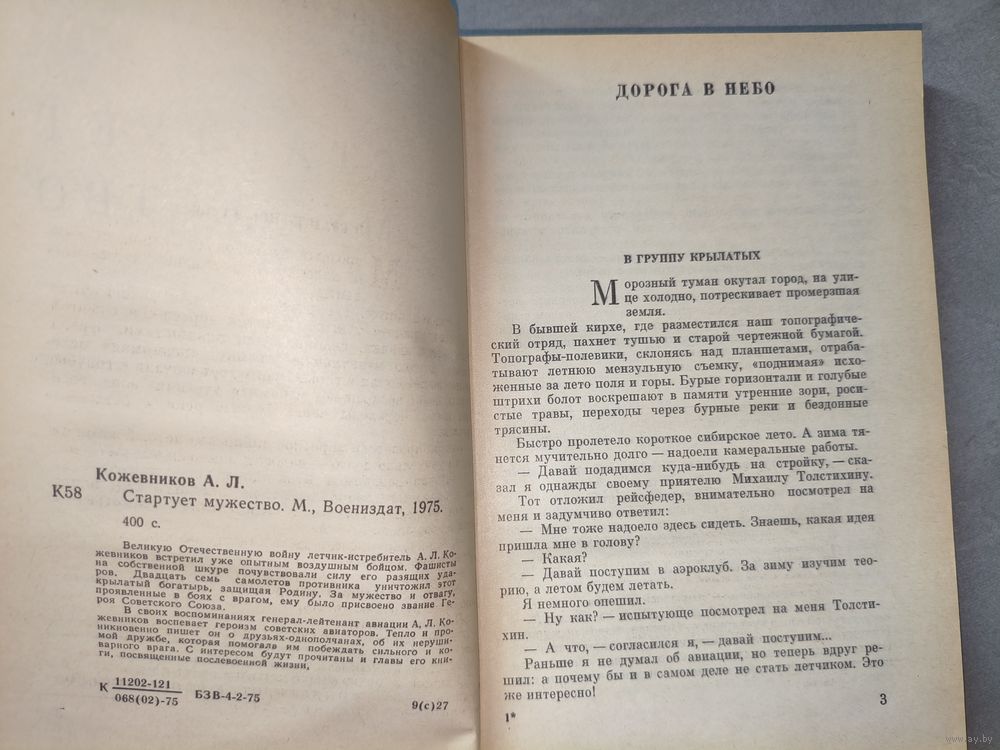 Кожевников А. Л.
К58
Стартует мужество. М., Воениздат, 1975.
400 с.
Великую Отечественную войну летчик-истребитель А. Л. Ко-
жевников встретил уже опытным воздушным бойцом. Фашисты
на собственной шкуре почувствовали силу его разящих уда-
ров. Двадцать семь самолетов противника уничтожил этот
крылатый богатырь, защищая Родину. За мужество и отвагу,
проявленные в боях с врагом, ему было присвоено звание Ге-
роя Советского Союза.
В своих воспоминаниях генерал-лейтенант авиации А. Л. Ко-
жевников воспевает героизм советских авиаторов. Тепло и про-
никновенно пишет он о друзьях-однополчанах, об их неруши-
мой дружбе, которая помогала им побеждать сильного и ко-
варного врага. С интересом будут прочитаны и главы его кни-
ги, посвященные послевоенной жизни.
К 11202-121
068(02)-75
БЗВ-4-2-75
9(с)27
ДОРОГА В НЕБО
В ГРУППУ КРЫЛАТЫХ
Морозный туман окутал город, на ули-
це холодно, потрескивает промерзшая
земля.
В бывшей кирхе, где разместился наш топографиче-
ский отряд, пахнет тушью и старой чертежной бумагой.
Топографы-полевики, склонясь над планшетами, отраба-
тывают летнюю мензульную съемку, «поднимая» исхо-
женные за лето поля и горы. Бурые горизонтали и голубые
штрихи болот воскрешают в памяти утренние зори, роси-
стые травы, переходы через бурные реки и бездонные
трясины.
Быстро пролетело короткое сибирское лето. А зима тя-
нется мучительно долго — надоели камеральные работы.
— Давай подадимся куда-нибудь на стройку, — ска-
зал я однажды своему приятелю Михаилу Толстихину.
Тот отложил рейсфедер, внимательно посмотрел на
меня и задумчиво ответил:
— Мне тоже надоело здесь сидеть. Знаешь, какая идея
пришла мне в голову?
— Какая?
— Давай поступим в аэроклуб. За зиму изучим тео-
рию, а летом будем летать.
Я немного опешил.
— Ну как? — испытующе посмотрел на меня Толсти-
хин.
— А что, — согласился я, — давай поступим...
Раньше я не думал об авиации, но теперь вдруг ре-
шил: а почему бы и в самом деле не стать летчиком. Это
же интересно!
1*
3
www.ay.by